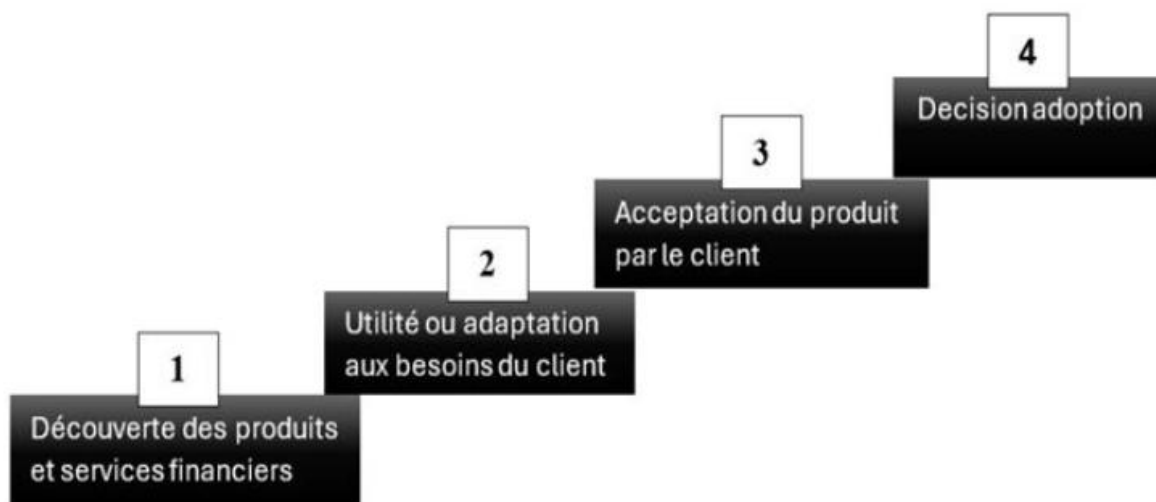 4
Decision adoption
3
Acceptation du produit
par le client
2
Utilité ou adaptation
aux besoins du client
1
Découverte des produits
et services financiers